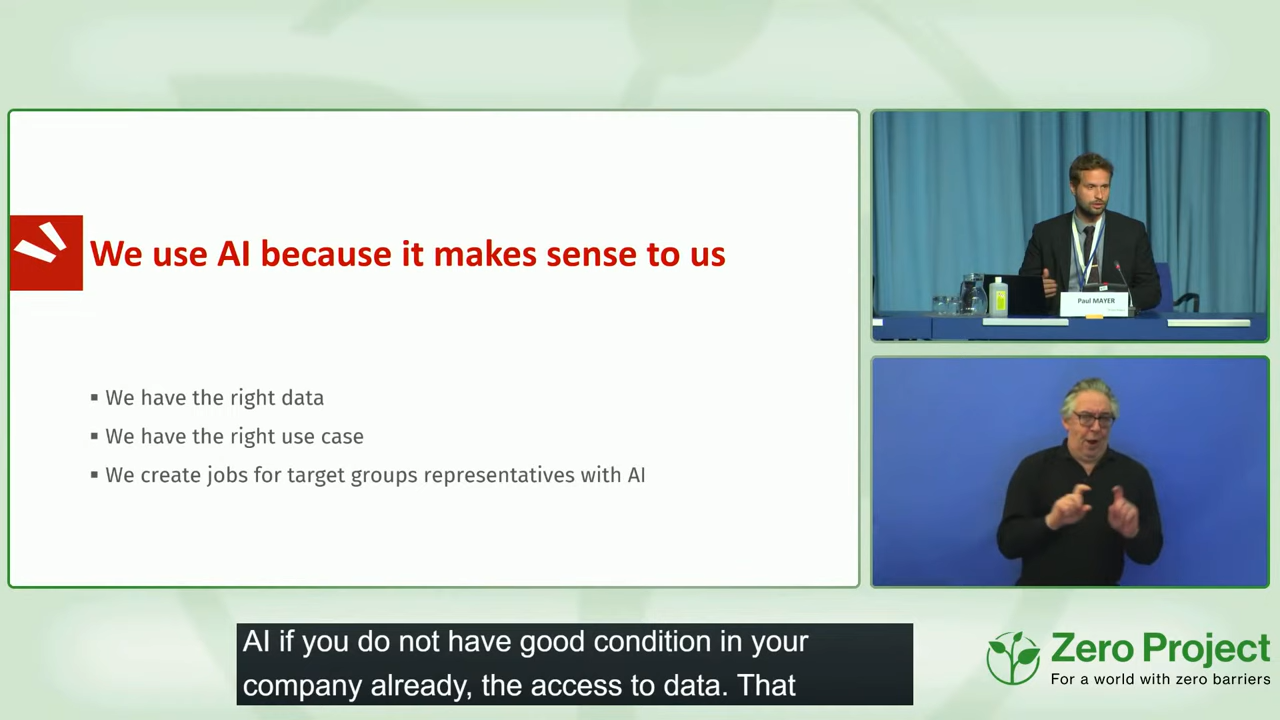 We use AI because it makes sense to us
▪ We have the right data
▪ We have the right use case
▪ We create jobs for target groups representatives with AI
Paul MAYER
AI if you do not have good condition in your
company already, the access to data. That
Zero Project
For a world with zero barriers